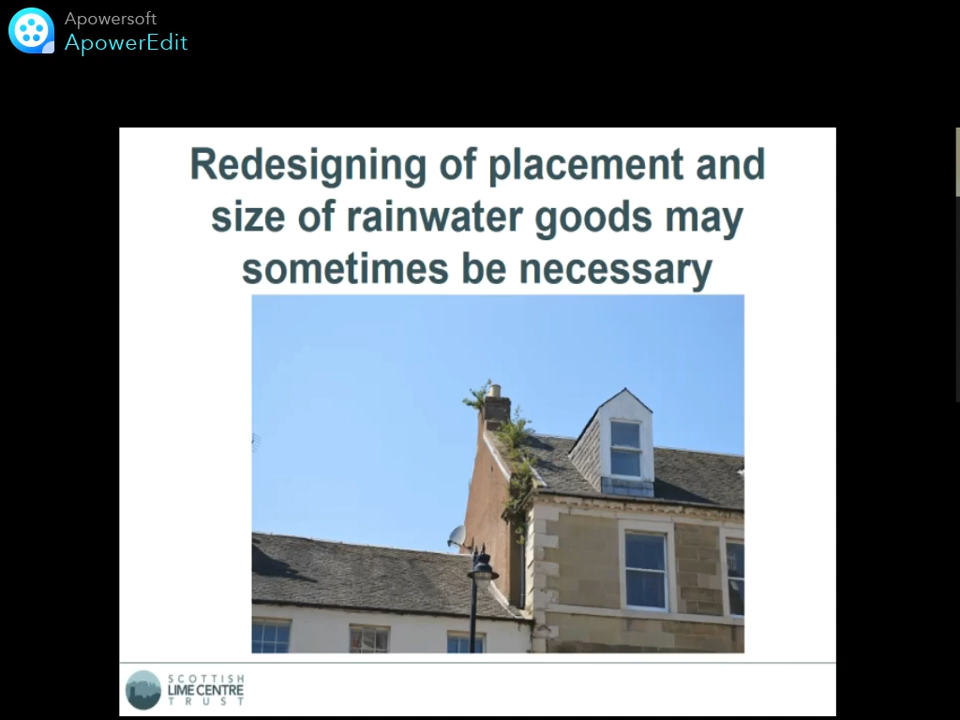 Apowersoft
ApowerEdit
Redesigning of placement and
size of rainwater goods may
sometimes be necessary
SCOTTISH
LIME CENTRE
TRUST